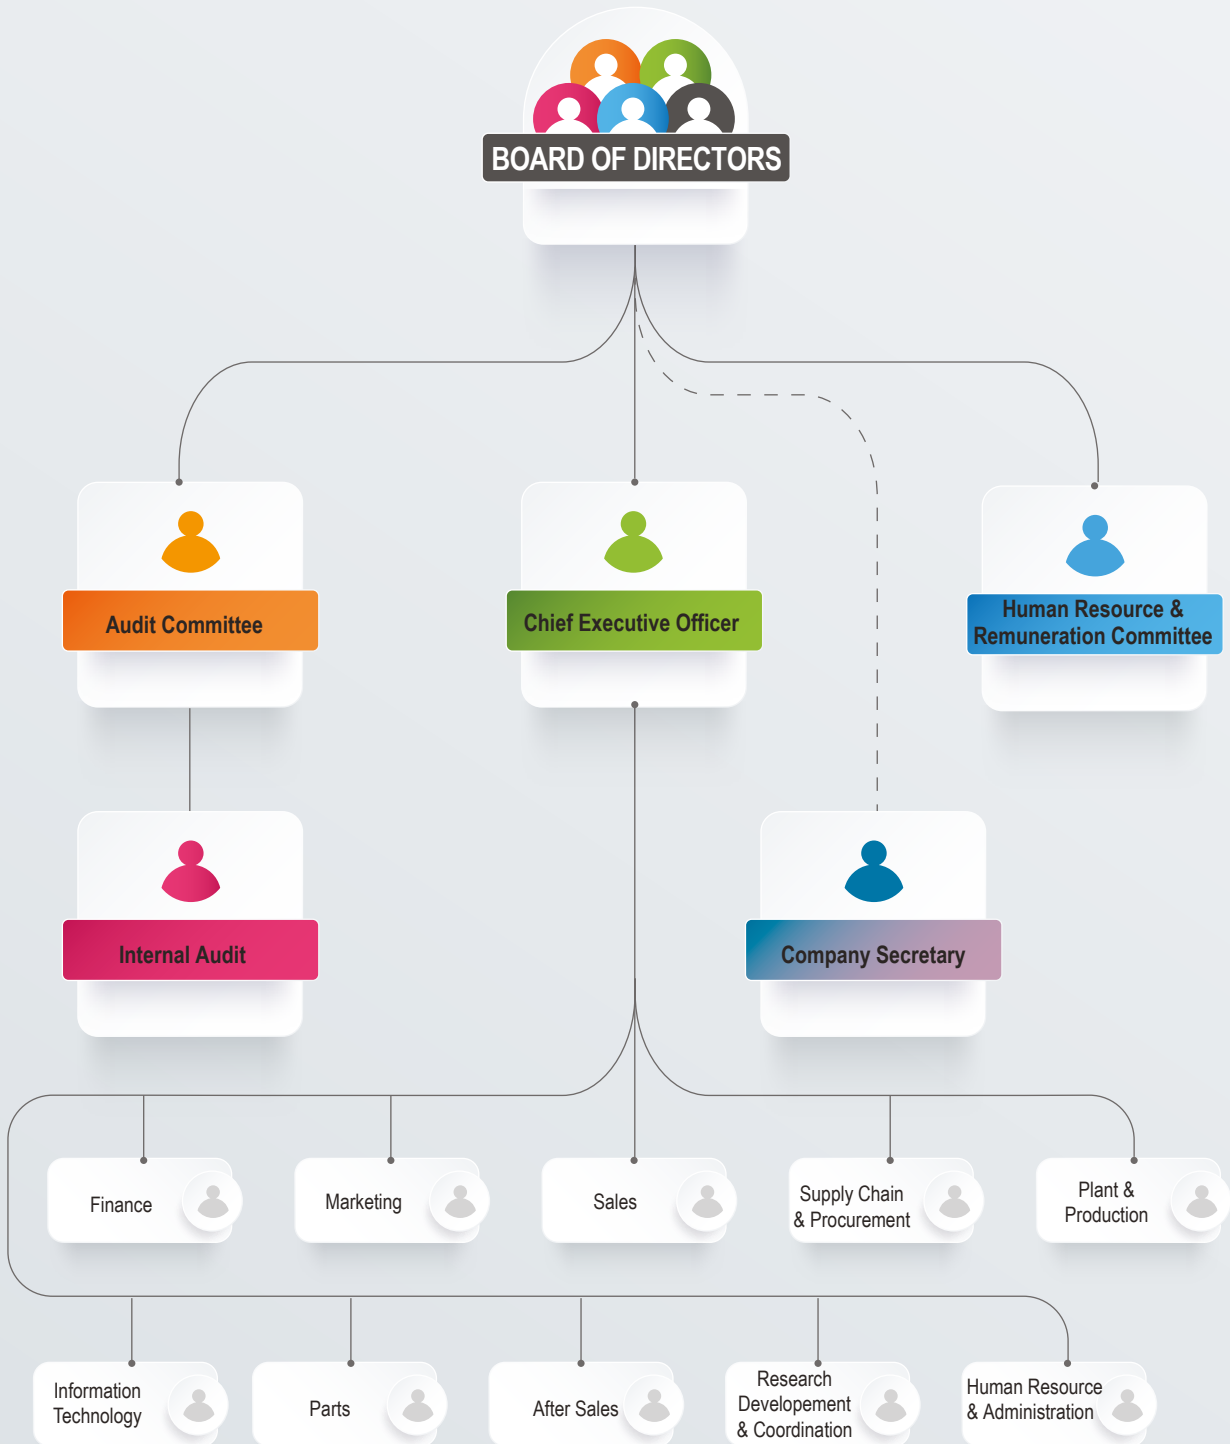 BOARD OF DIRECTORS
Audit Committee
Chief Executive Officer
Human Resource &
Remuneration Committee
Internal Audit
Company Secretary
Finance
Marketing
Sales
Supply Chain
& Procurement
Plant &
Production
Information
Technology
Parts
After Sales
Research
Developement
& Coordination
Human Resource
& Administration